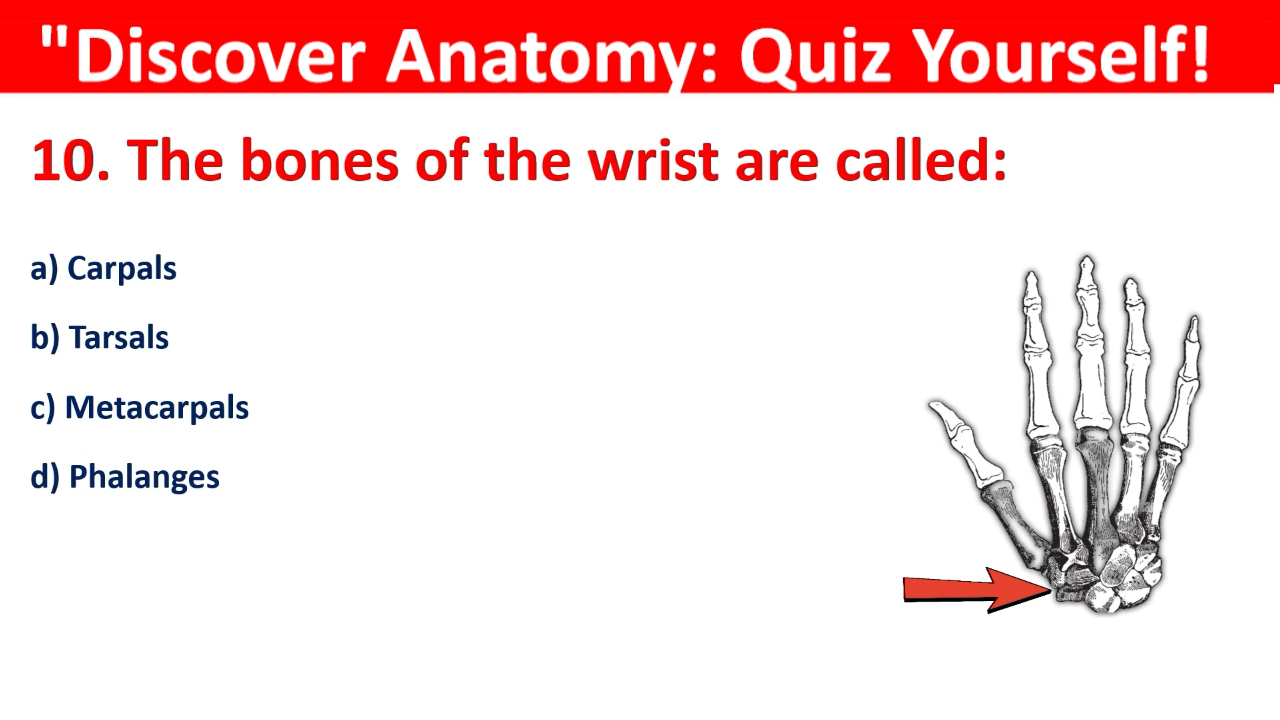 "Discover Anatomy: Quiz Yourself!
10. The bones of the wrist are called:
a) Carpals
b) Tarsals
c) Metacarpals
d) Phalanges